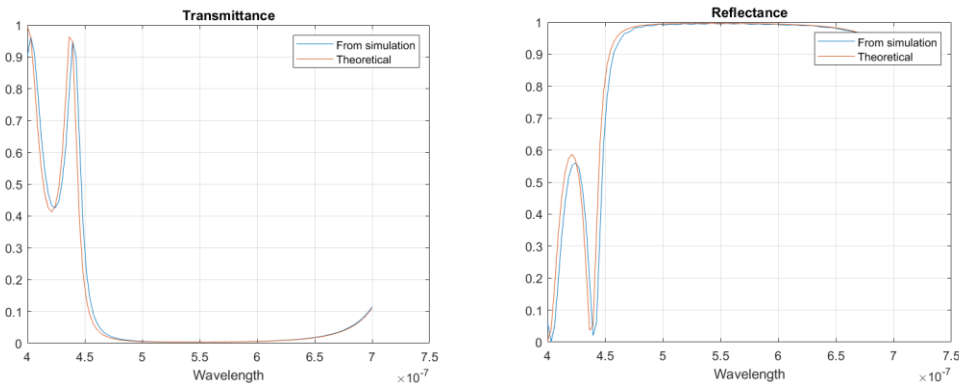 Transmittance
1
0.9
0.8
0.7
0.6
0.5
0.4
0.3
0.2
0.1
0
From simulation
Theoretical
4 4.5 5 5.5 6 6.5 7 7.5
Wavelength
×10⁻⁷
Reflectance
1
0.9
0.8
0.7
0.6
0.5
0.4
0.3
0.2
0.1
0
From simulation
Theoretical
4 4.5 5 5.5 6 6.5 7 7.5
Wavelength
×10⁻⁷